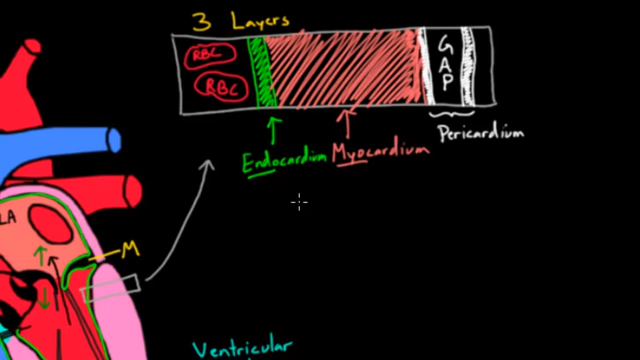 3 Layers
RBC
RBC
GAP
Pericardium
Endocardium
Myocardium
LA
M
Ventricular